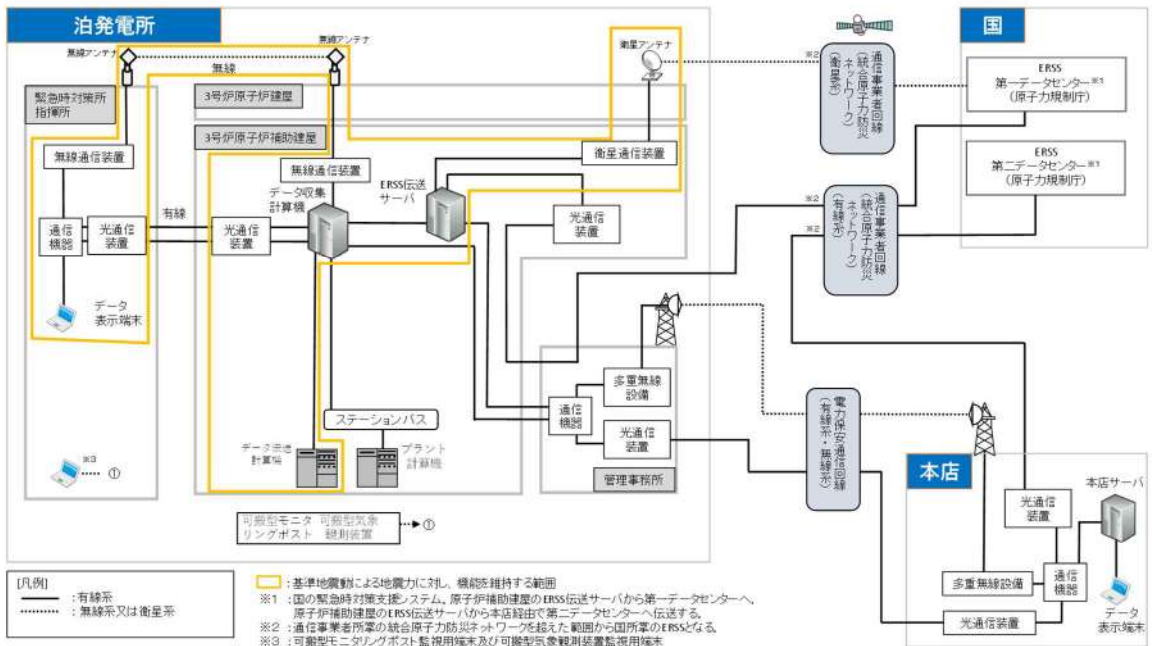 泊発電所
無線アンテナ
無線アンテナ
無線
衛星アンテナ
緊急時対策所
指揮所
3号炉原子炉建屋
3号炉原子炉補助建屋
無線通信装置
無線通信装置
衛星通信装置
データ収集
計算機
ERSS伝送
サーバ
有線
通信
機器
光通信
装置
光通信
装置
光通信
装置
データ
表示端末
多重無線
設備
通信
機器
光通信
装置
管理事務所
ステーションバス
データ伝送
計算機
プラント
計算機
※3
①
可搬型モニタ
リングポスト
可搬型気象
観測装置
①
※2
通信事業者回線
(統合原子力防災
ネットワーク)
(衛星系)
※2
※2
通信事業者回線
(統合原子力防災
ネットワーク)
(有線系)
電力保安通信回線
(有線系・無線系)
国
ERSS
第一データセンター※1
(原子力規制庁)
ERSS
第二データセンター※1
(原子力規制庁)
本店
本店サーバ
光通信
装置
多重無線設備
通信
機器
光通信装置
データ
表示端末
[凡例]
:有線系
:無線系又は衛星系
:基準地震動による地震力に対し、機能を維持する範囲
※1 :国の緊急時対策支援システム。原子炉補助建屋のERSS伝送サーバから第一データセンターへ、
原子炉補助建屋のERSS伝送サーバから本店経由で第二データセンターへ伝送する。
※2 :通信事業者所掌の統合原子力防災ネットワークを超えた範囲から国所掌のERSSとなる。
※3 :可搬型モニタリングポスト監視用端末及び可搬型気象観測装置監視用端末